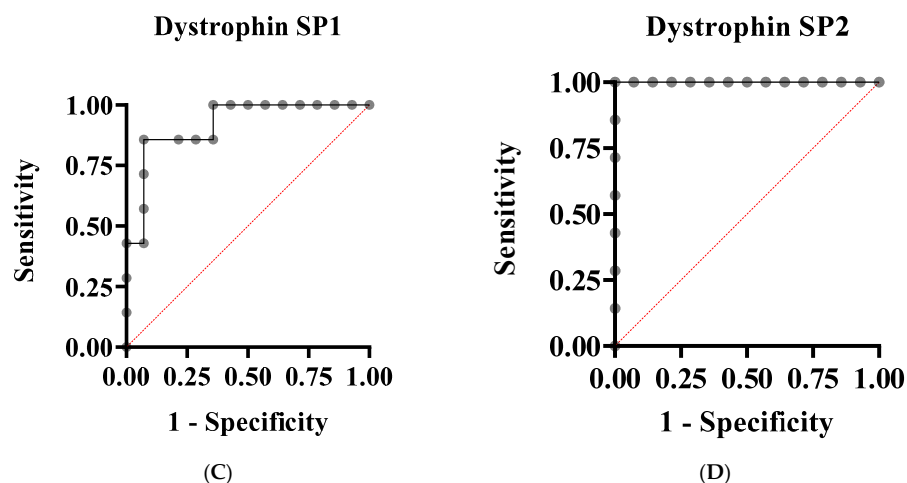 Dystrophin SP1
Sensitivity
1.00
0.75
0.50
0.25
0.00
0.00 0.25 0.50 0.75 1.00
1 - Specificity
(C)
Dystrophin SP2
Sensitivity
1.00
0.75
0.50
0.25
0.00
0.00 0.25 0.50 0.75 1.00
1 - Specificity
(D)